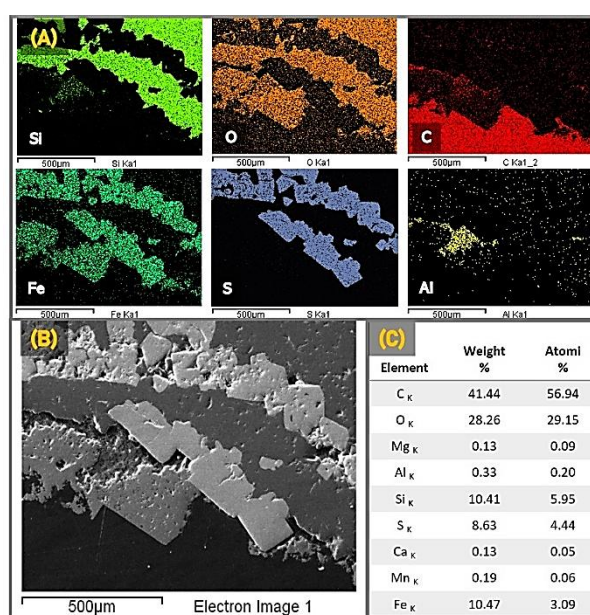 (A)
Si
O
C
500µm
Si Ka1
500µm
O Ka1
500µm
C Ka1_2
Fe
S
Al
500µm
Fe Ka1
500µm
S Ka1
500µm
Al Ka1
(B)
500µm
Electron Image 1
(C)
Element Weight % Atomi %
C K 41.44 56.94
O K 28.26 29.15
Mg K 0.13 0.09
Al K 0.33 0.20
Si K 10.41 5.95
S K 8.63 4.44
Ca K 0.13 0.05
Mn K 0.19 0.06
Fe K 10.47 3.09